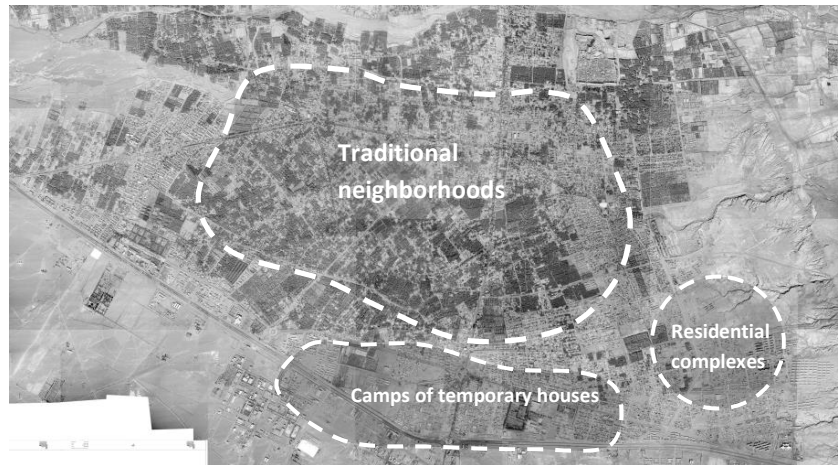 Traditional
neighborhoods
Residential
complexes
Camps of temporary houses